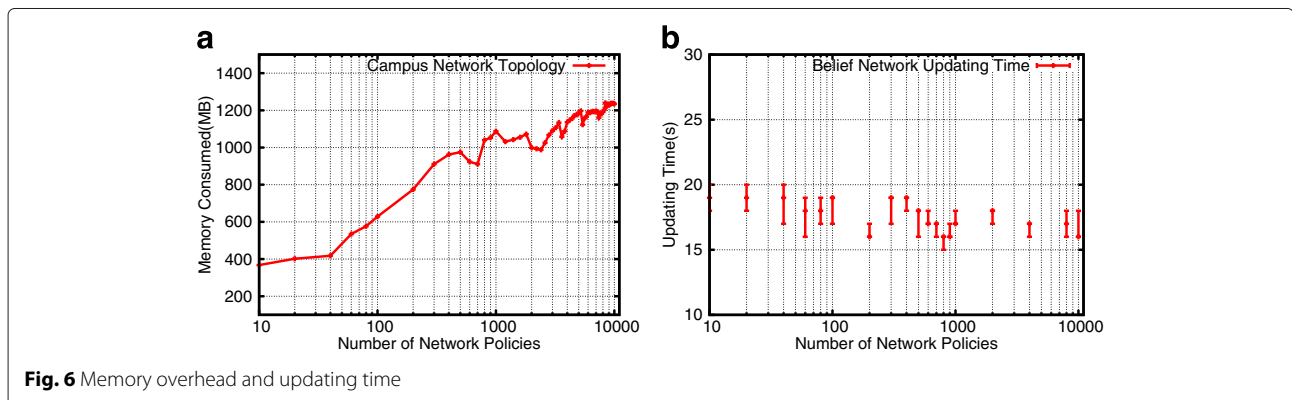 a
Campus Network Topology
1400
1200
1000
800
600
400
200
Memory Consumed(MB)
10
100
1000
10000
Number of Network Policies
b
Belief Network Updating Time
30
25
20
15
10
Updating Time(s)
10
100
1000
10000
Number of Network Policies
Fig. 6 Memory overhead and updating time